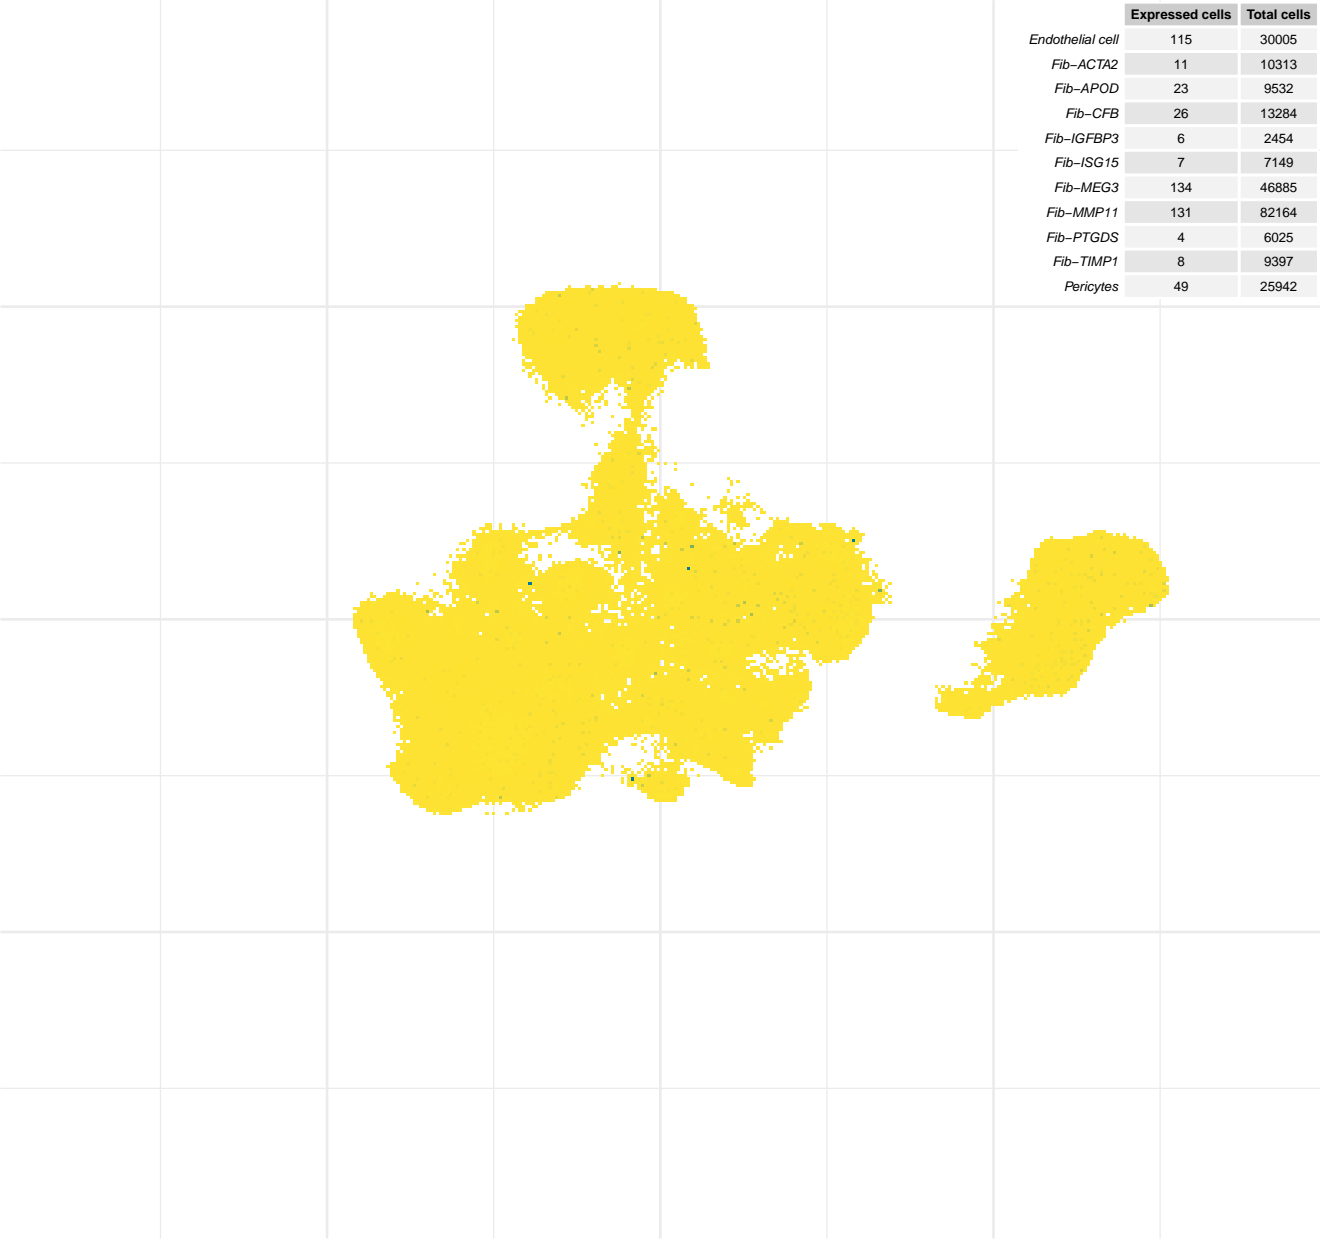 Expressed cells Total cells
Endothelial cell 115 30005
Fib−ACTA2 11 10313
Fib−APOD 23 9532
Fib−CFB 26 13284
Fib−IGFBP3 6 2454
Fib−ISG15 7 7149
Fib−MEG3 134 46885
Fib−MMP11 131 82164
Fib−PTGDS 4 6025
Fib−TIMP1 8 9397
Pericytes 49 25942